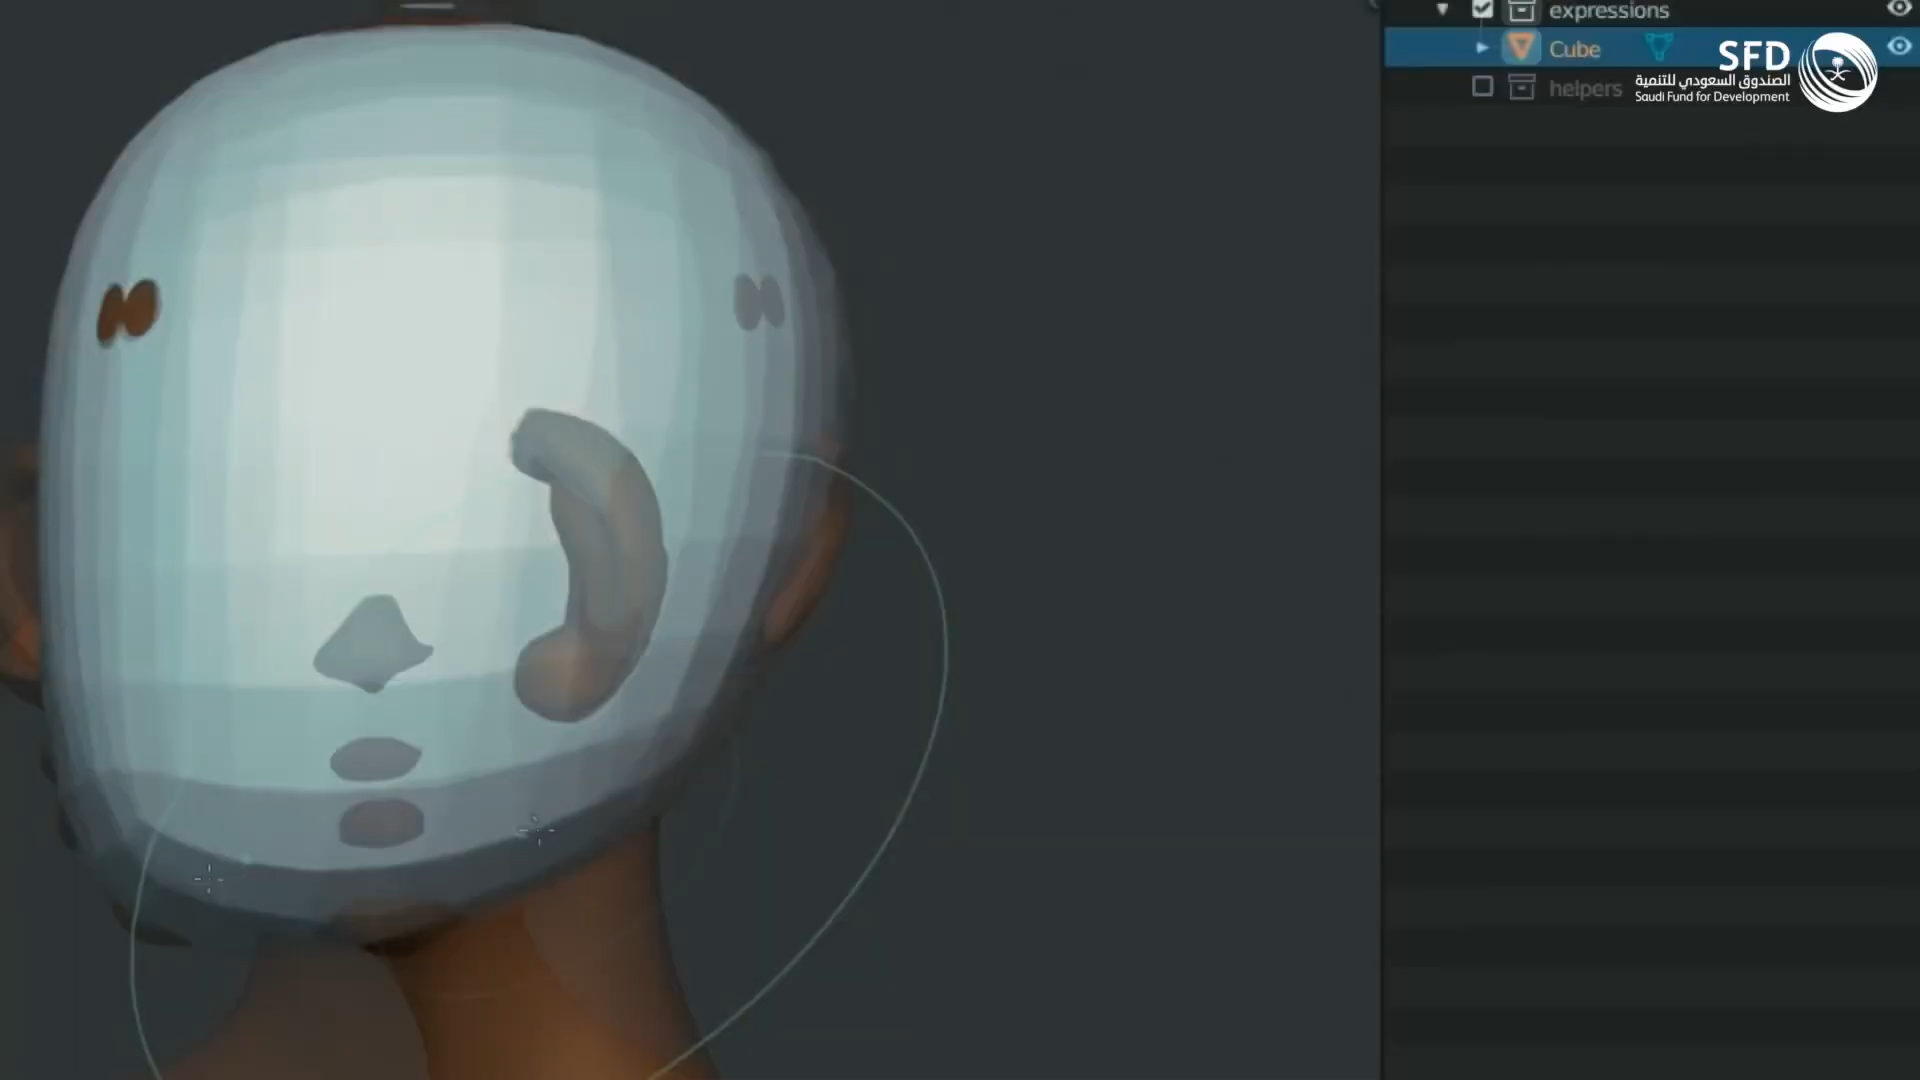 expressions
Cube
helpers
SFD
الصندوق السعودي للتنمية
Saudi Fund for Development